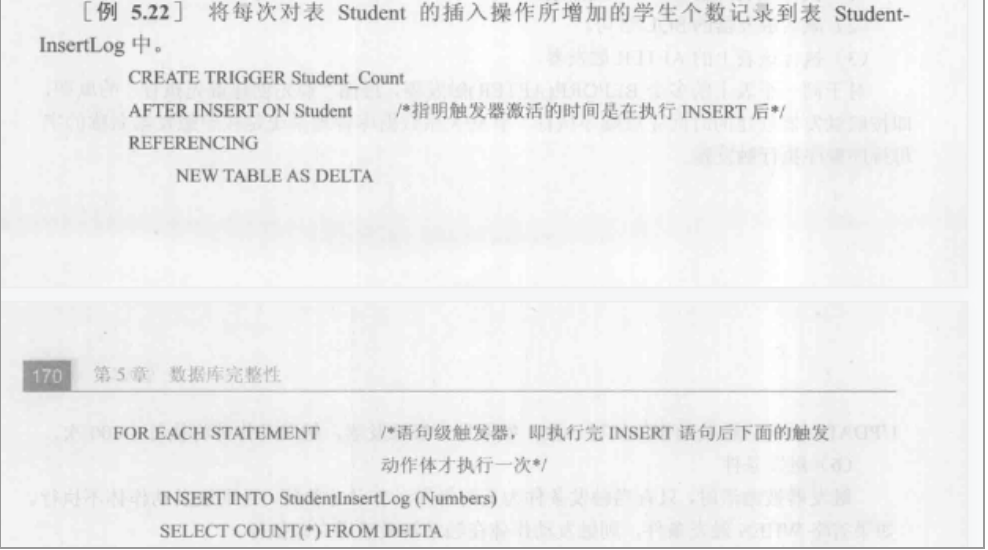 ［例 5.22］ 将每次对表 Student 的插入操作所增加的学生个数记录到表 Student-
InsertLog 中。
CREATE TRIGGER Student_Count
AFTER INSERT ON Student /*指明触发器激活的时间是在执行 INSERT 后*/
REFERENCING
NEW TABLE AS DELTA
170 第 5 章 数据库完整性
FOR EACH STATEMENT /*语句级触发器，即执行完 INSERT 语句后下面的触发
动作体才执行一次*/
INSERT INTO StudentInsertLog (Numbers)
SELECT COUNT(*) FROM DELTA